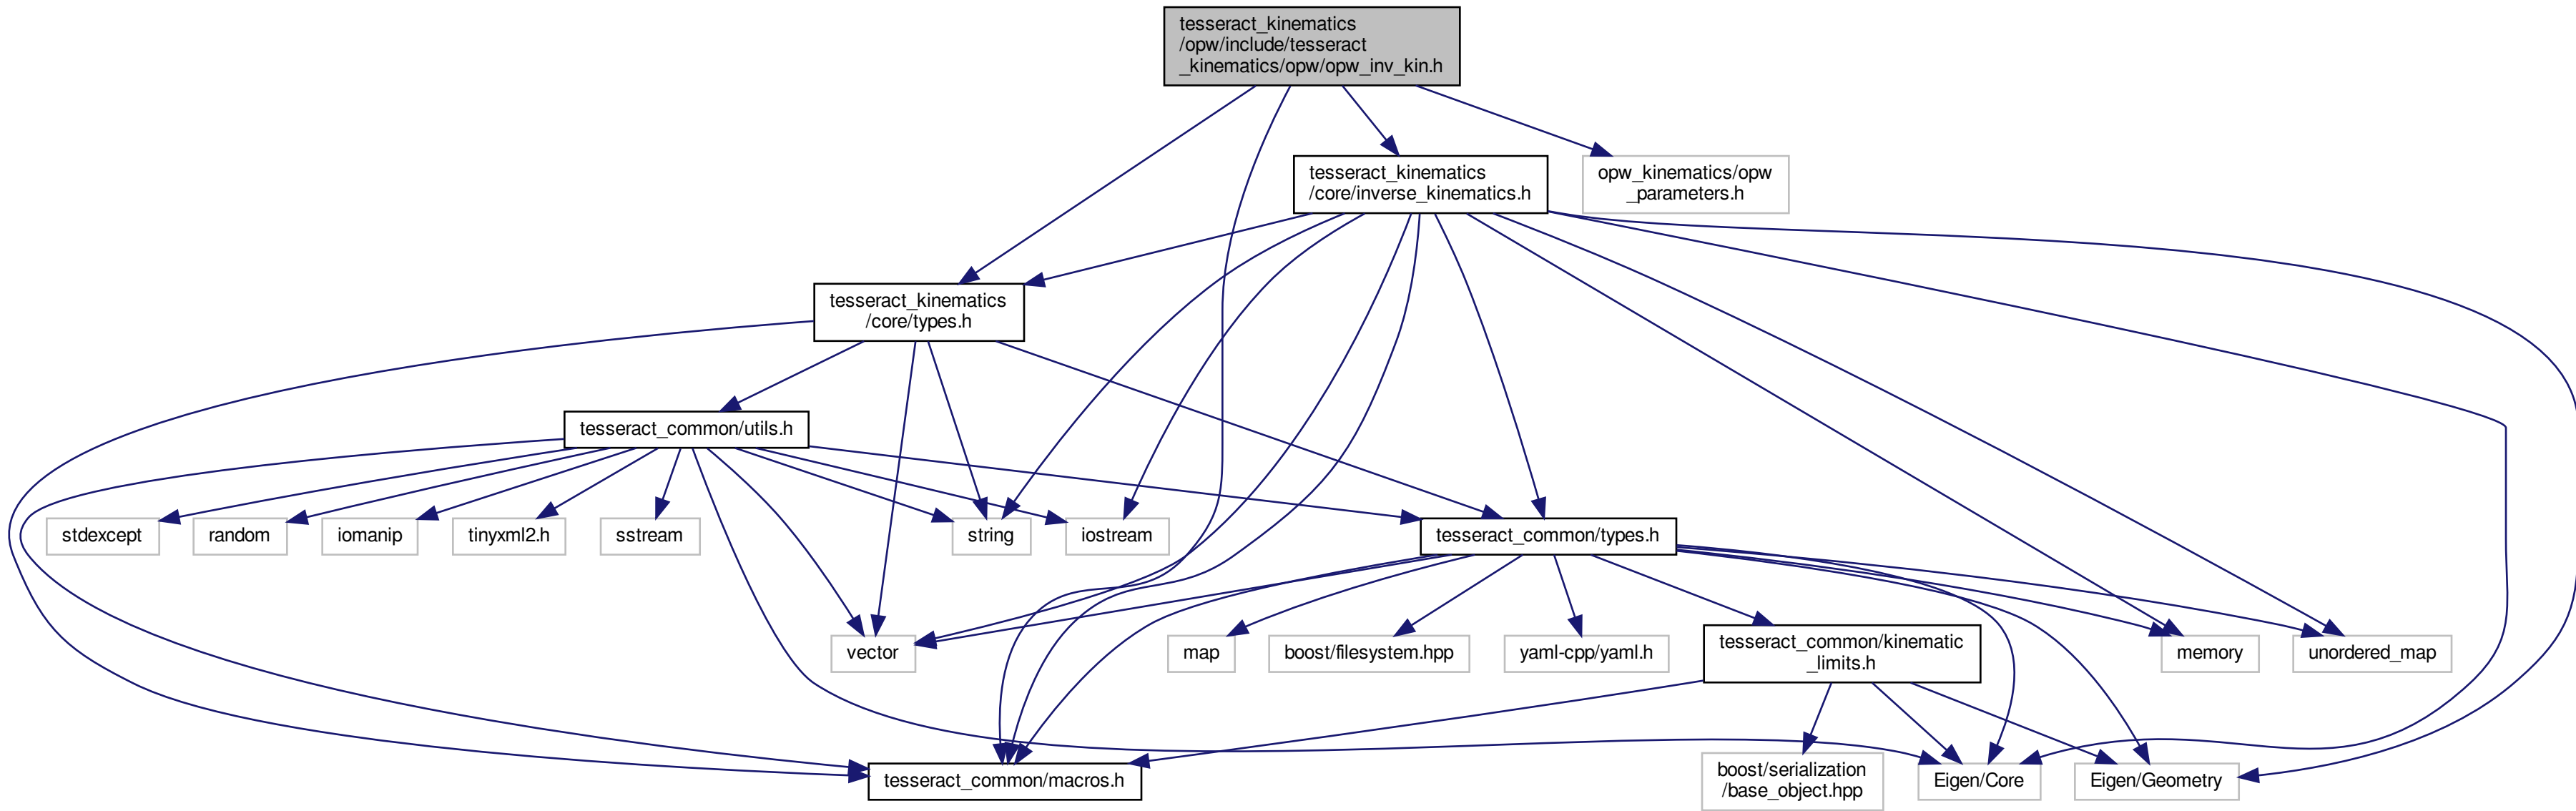 tesseract_kinematics
/opw/include/tesseract
_kinematics/opw/opw_inv_kin.h
tesseract_kinematics
/core/inverse_kinematics.h
opw_kinematics/opw
_parameters.h
tesseract_kinematics
/core/types.h
tesseract_common/utils.h
stdexcept
random
iomanip
tinyxml2.h
sstream
string
iostream
tesseract_common/types.h
vector
map
boost/filesystem.hpp
yaml-cpp/yaml.h
tesseract_common/kinematic
_limits.h
memory
unordered_map
tesseract_common/macros.h
boost/serialization
/base_object.hpp
Eigen/Core
Eigen/Geometry